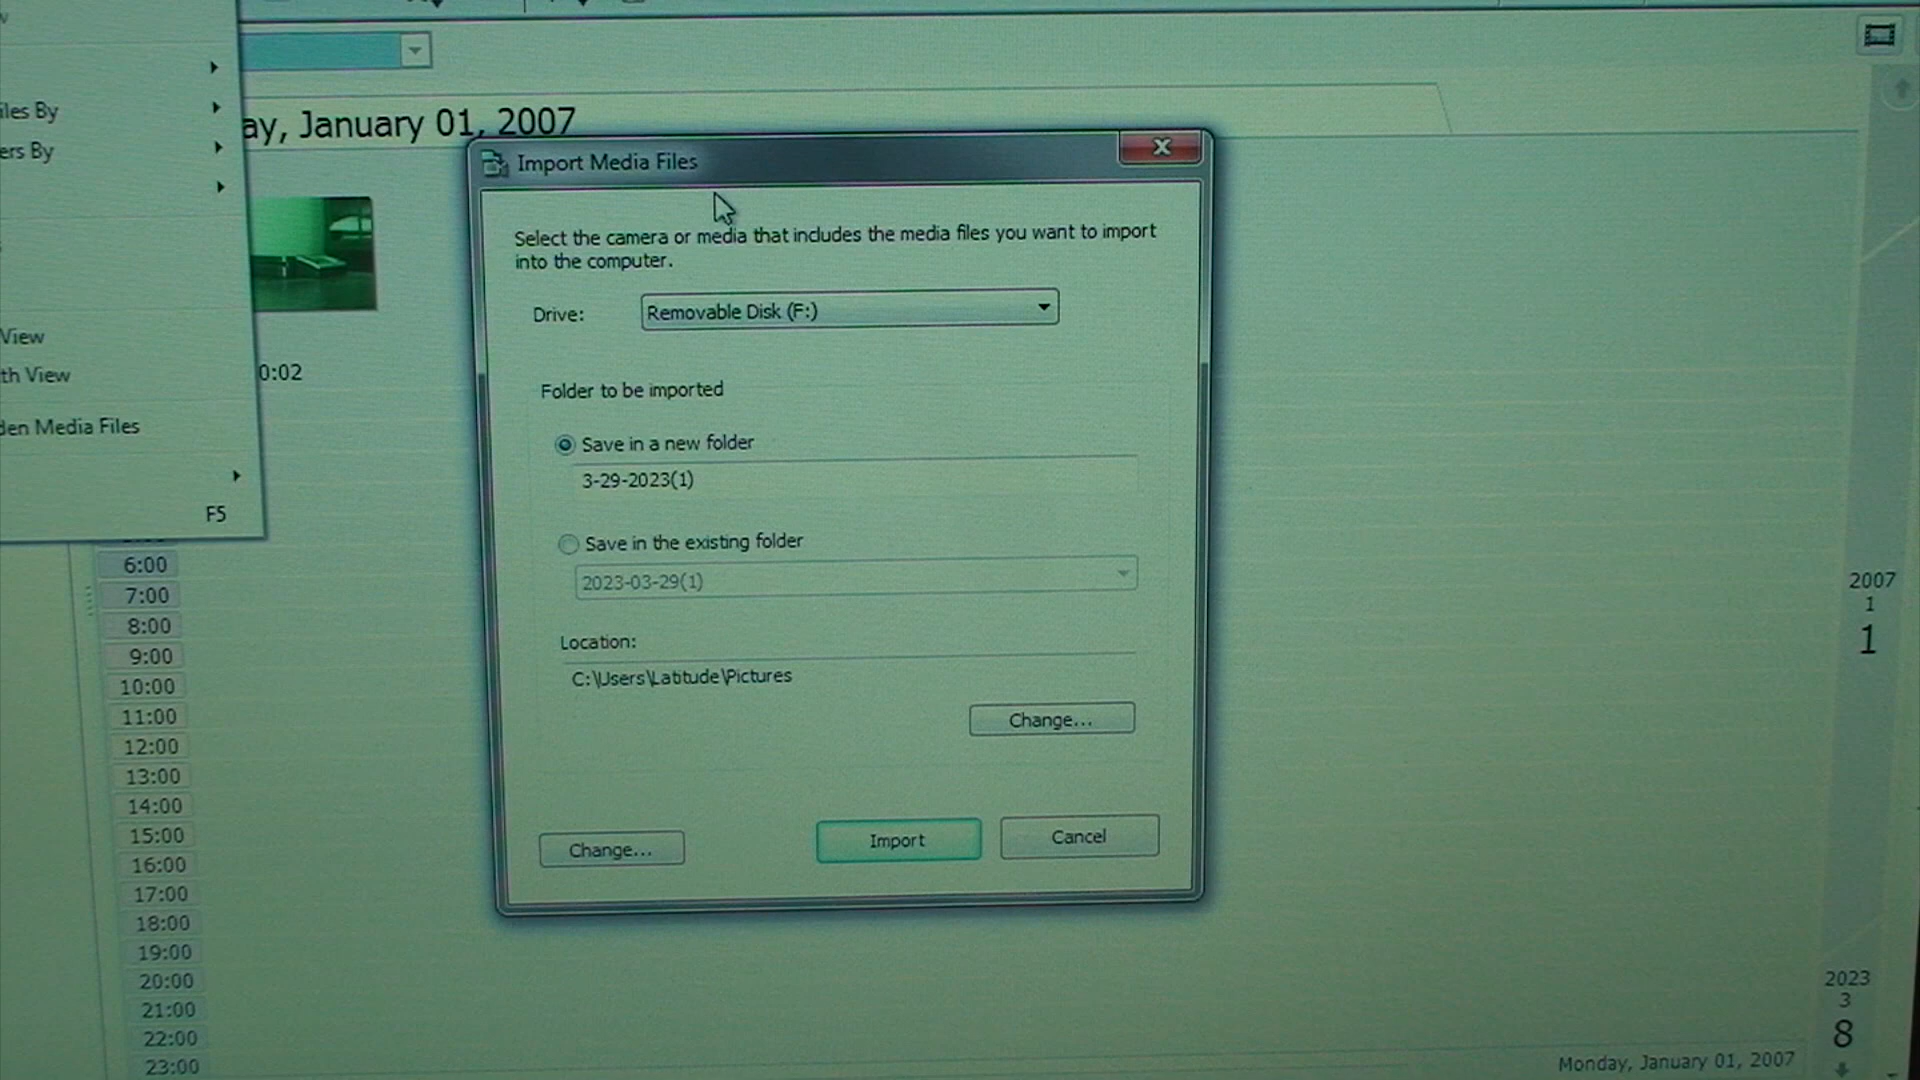 iles By
ers By
View
th View
den Media Files
F5
ay, January 01, 2007
0:02
Import Media Files
Select the camera or media that includes the media files you want to import
into the computer.
Drive:
Removable Disk (F:)
Folder to be imported
Save in a new folder
3-29-2023(1)
Save in the existing folder
2023-03-29(1)
Location:
C:\Users\Latitude\Pictures
Change...
Change...
Import
Cancel
6:00
7:00
8:00
9:00
10:00
11:00
12:00
13:00
14:00
15:00
16:00
17:00
18:00
19:00
20:00
21:00
22:00
23:00
2007
1
1
2023
3
8
Monday, January 01, 2007